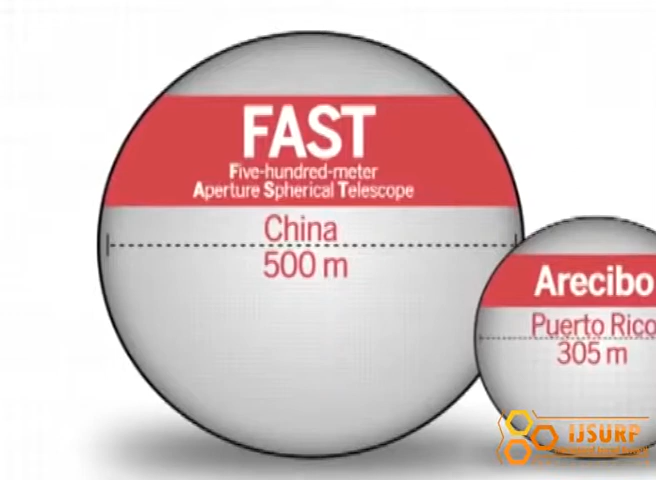 FAST
Five-hundred-meter
Aperture Spherical Telescope
China
500 m
Arecibo
Puerto Rico
305 m
IJSURP